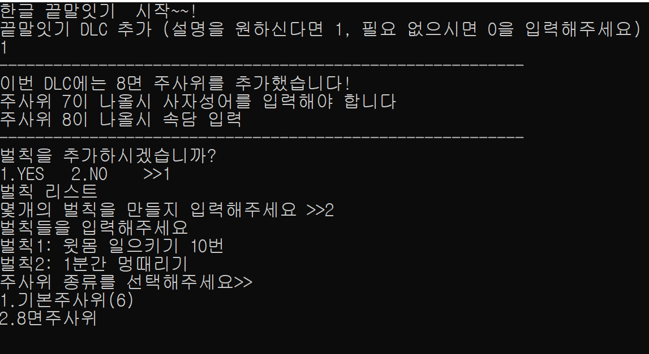 한글 끝말잇기  시작~~!
끝말잇기 DLC 추가 (설명을 원하신다면 1, 필요 없으시면 0을 입력해주세요)
1
----------------------------------------------------------
이번 DLC에는 8면 주사위를 추가했습니다!
주사위 7이 나올시 사자성어를 입력해야 합니다
주사위 8이 나올시 속담 입력
----------------------------------------------------------
벌칙을 추가하시겠습니까?
1.YES   2.NO    >>1
벌칙 리스트
몇개의 벌칙을 만들지 입력해주세요 >>2
벌칙들을 입력해주세요
벌칙1: 윗몸 일으키기 10번
벌칙2: 1분간 멍때리기
주사위 종류를 선택해주세요>>
1.기본주사위(6)
2.8면주사위